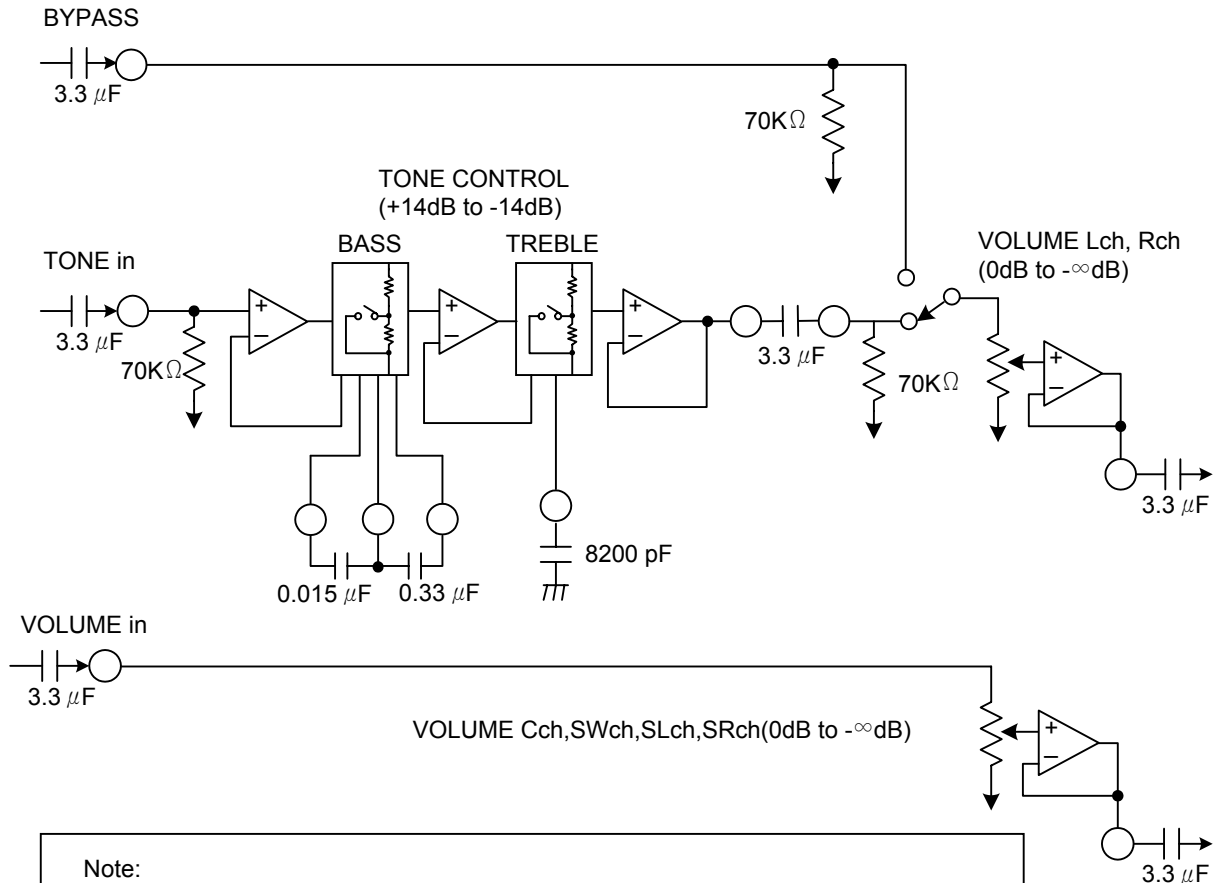 BYPASS
3.3 μF
70KΩ
TONE CONTROL
(+14dB to -14dB)
BASS
TREBLE
TONE in
3.3 μF
70KΩ
+
−
+
−
+
−
3.3 μF
70KΩ
VOLUME Lch, Rch
(0dB to -∞dB)
+
−
3.3 μF
0.015 μF
0.33 μF
8200 pF
VOLUME in
3.3 μF
VOLUME Cch,SWch,SLch,SRch(0dB to -∞dB)
+
−
3.3 μF
Note: